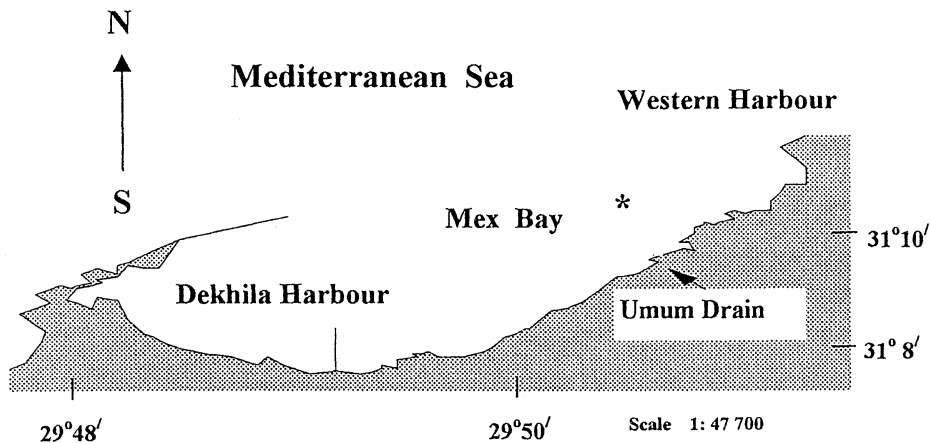 N
Mediterranean Sea
Western Harbour
S
Mex Bay
*
31°10'
Dekhila Harbour
Umum Drain
31° 8'
29°48'
29°50'
Scale 1: 47 700